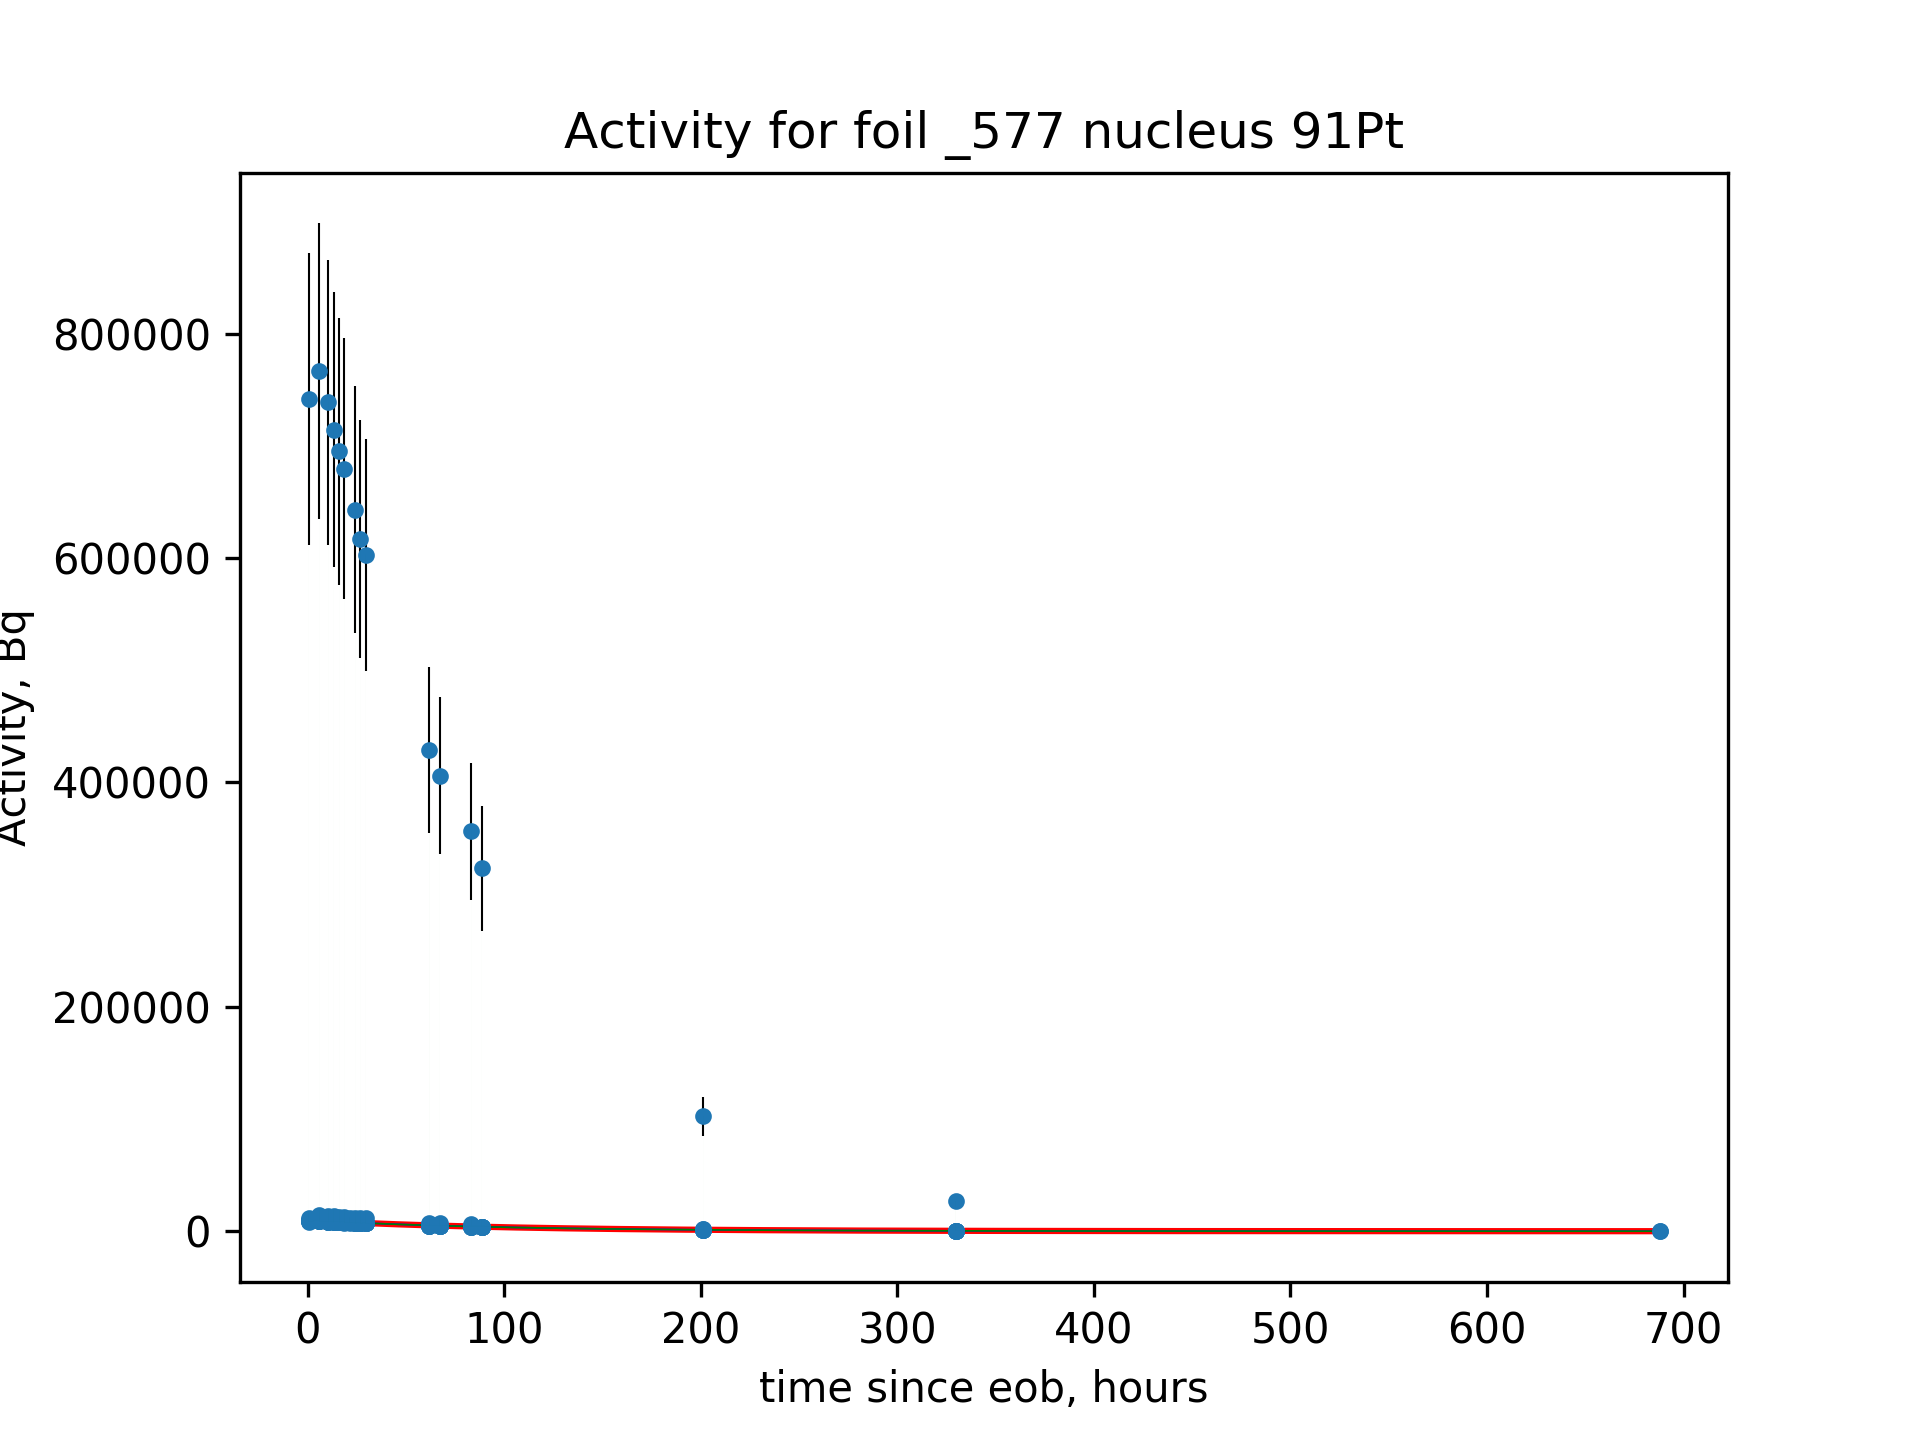 Activity for foil _577 nucleus 91Pt
800000
600000
400000
200000
0
Activity, Bq
0 100 200 300 400 500 600 700
time since eob, hours